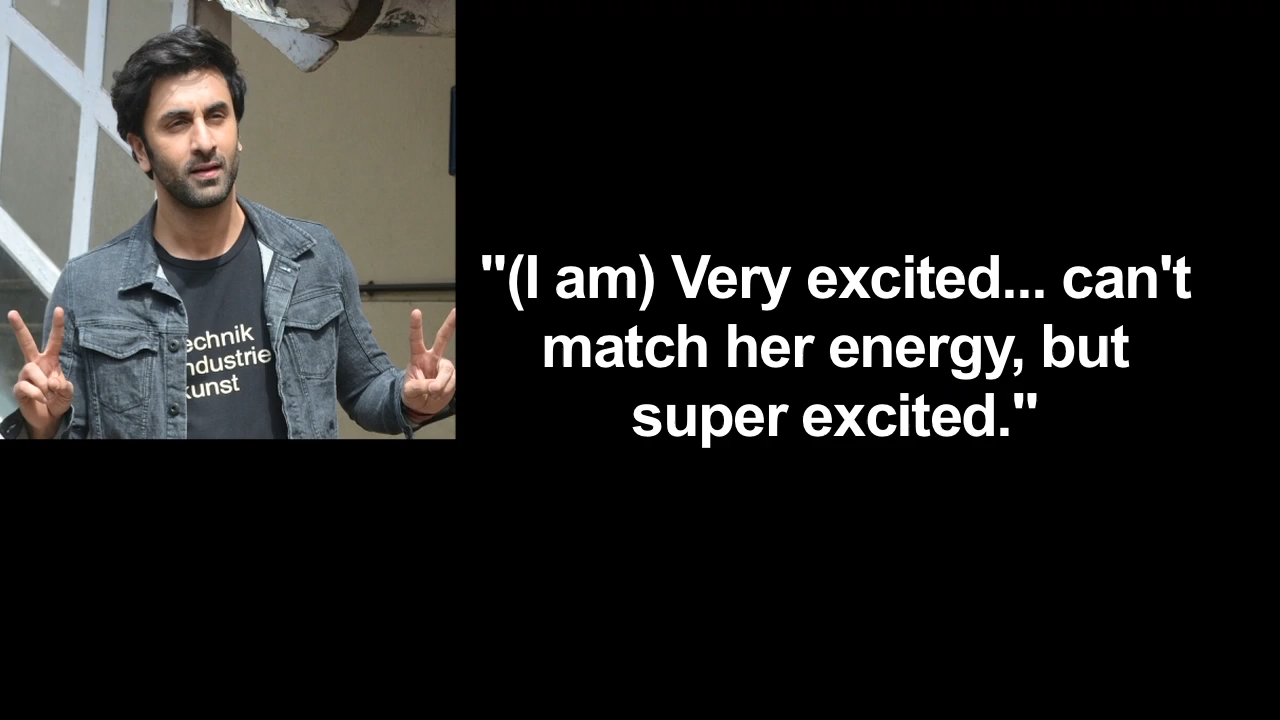 echnik
ndustrie
kunst
"(I am) Very excited... can't
match her energy, but
super excited."